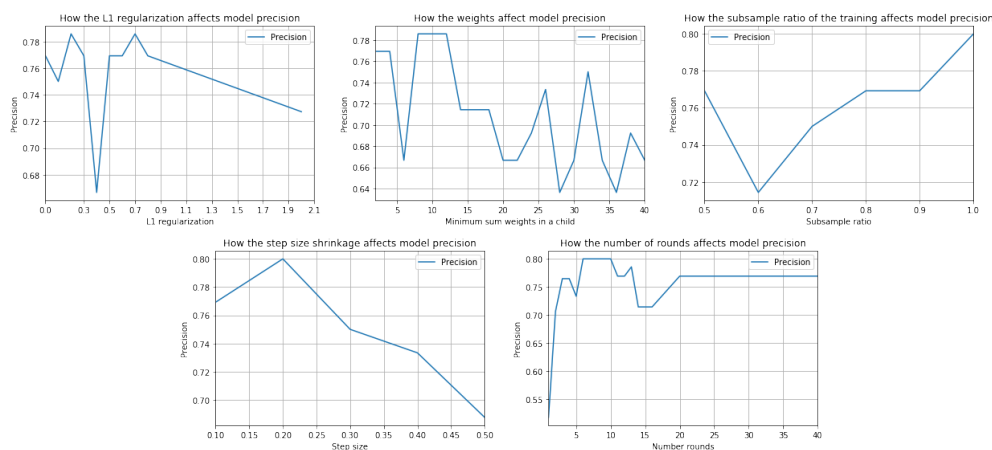 How the L1 regularization affects model precision
Precision
0.78
0.76
0.74
0.72
0.70
0.68
Precision
0.0 0.3 0.5 0.7 0.9 1.1 1.3 1.5 1.7 1.9 2.1
L1 regularization
How the weights affect model precision
Precision
0.78
0.76
0.74
0.72
0.70
0.68
0.66
0.64
Precision
5 10 15 20 25 30 35 40
Minimum sum weights in a child
How the subsample ratio of the training affects model precision
Precision
0.80
0.78
0.76
0.74
0.72
Precision
0.5 0.6 0.7 0.8 0.9 1.0
Subsample ratio
How the step size shrinkage affects model precision
Precision
0.80
0.78
0.76
0.74
0.72
0.70
Precision
0.10 0.15 0.20 0.25 0.30 0.35 0.40 0.45 0.50
Step size
How the number of rounds affects model precision
Precision
0.80
0.75
0.70
0.65
0.60
0.55
Precision
5 10 15 20 25 30 35 40
Number rounds